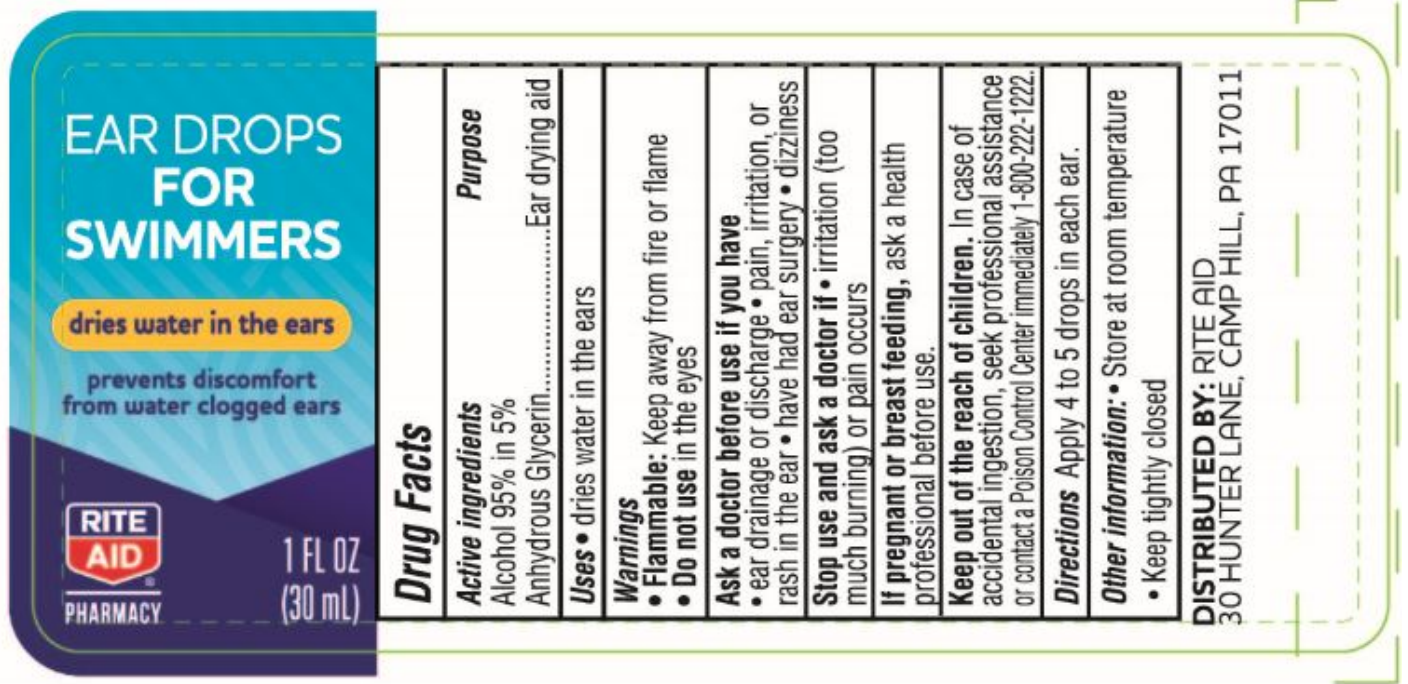 EAR DROPS
FOR
SWIMMERS
dries water in the ears
prevents discomfort
from water clogged ears
RITE
AID
®
PHARMACY
1 FL OZ
(30 mL)
Drug Facts
Active ingredients Purpose
Alcohol 95% in 5%
Anhydrous Glycerin......................................Ear drying aid
Uses • dries water in the ears
Warnings
• Flammable: Keep away from fire or flame
• Do not use in the eyes
Ask a doctor before use if you have
• ear drainage or discharge • pain, irritation, or
rash in the ear • have had ear surgery • dizziness
Stop use and ask a doctor if • irritation (too
much burning) or pain occurs
If pregnant or breast feeding, ask a health
professional before use.
Keep out of the reach of children. In case of
accidental ingestion, seek professional assistance
or contact a Poison Control Center immediately 1-800-222-1222.
Directions Apply 4 to 5 drops in each ear.
Other information: • Store at room temperature
• Keep tightly closed
DISTRIBUTED BY: RITE AID
30 HUNTER LANE, CAMP HILL, PA 17011